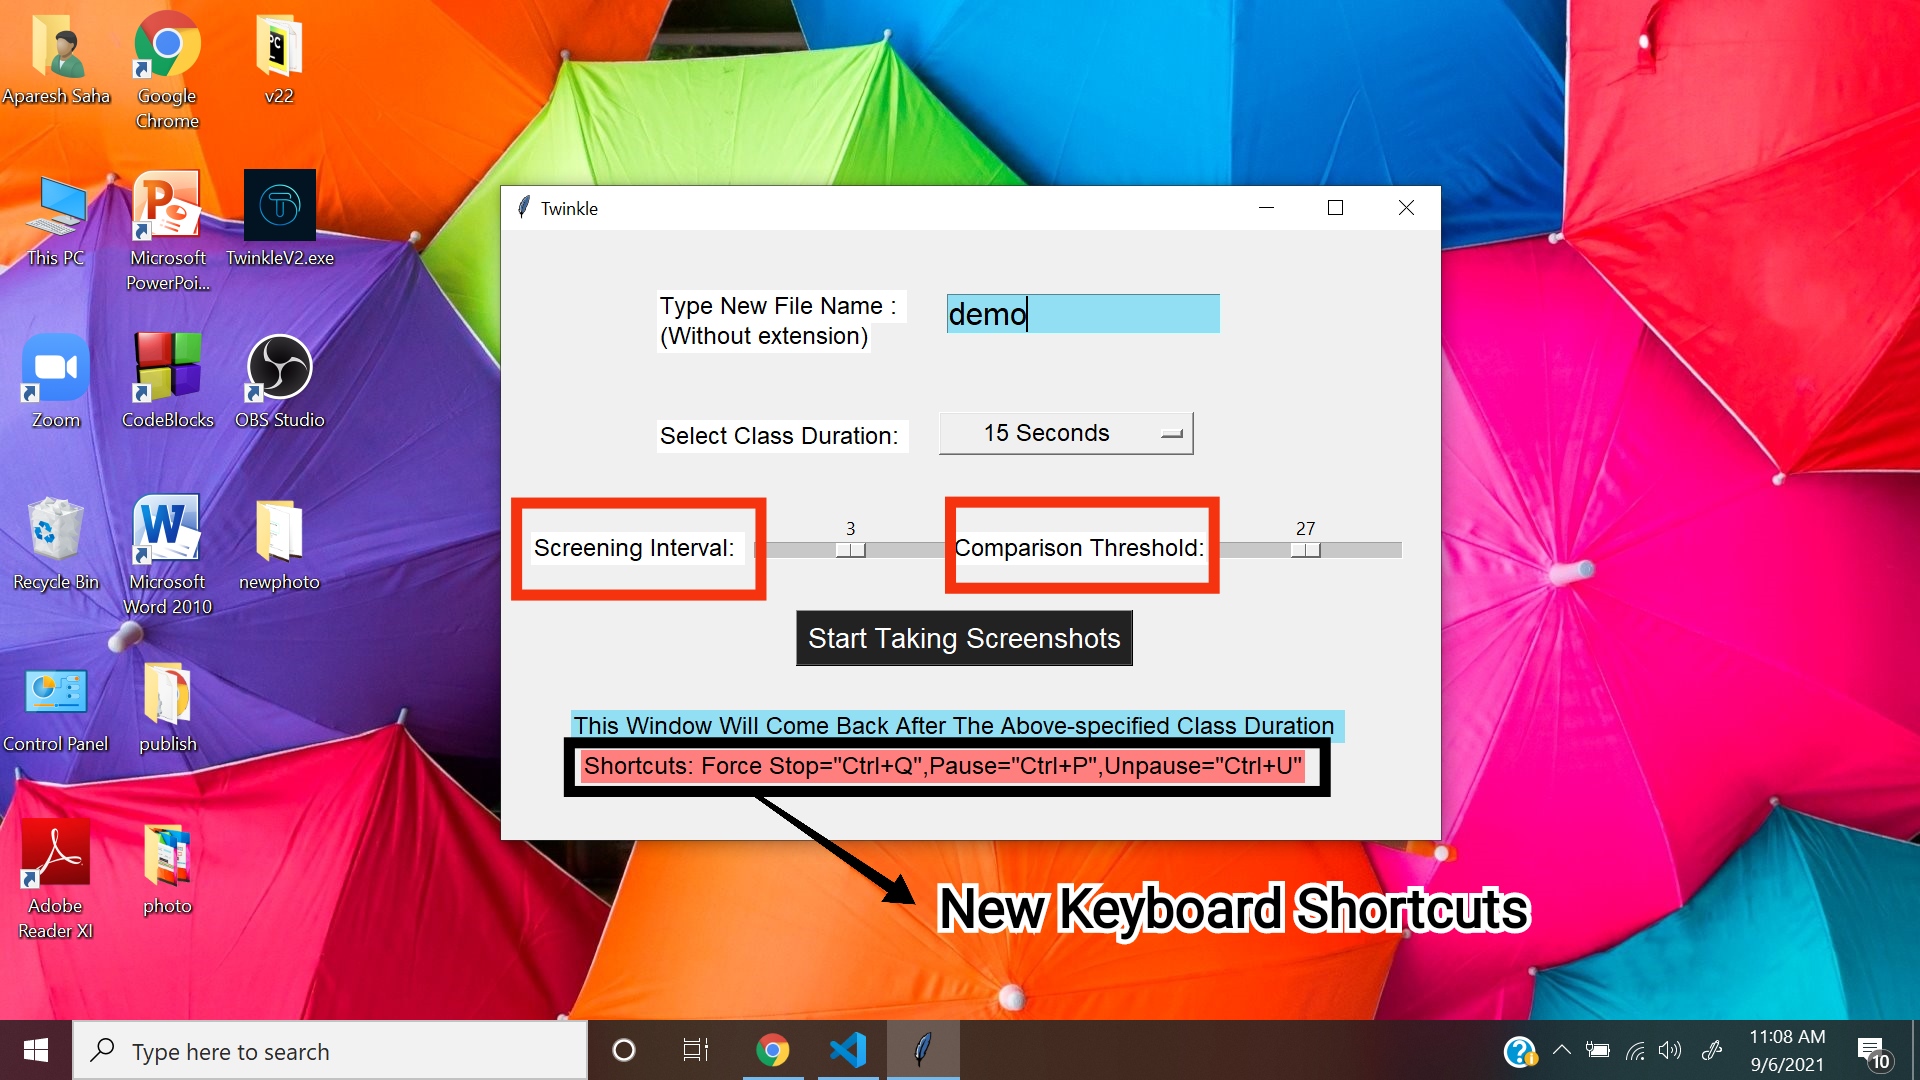 Aparesh Saha
Google
Chrome
v22
This PC
Microsoft
PowerPoi...
TwinkleV2.exe
Zoom
CodeBlocks
OBS Studio
Recycle Bin
Microsoft
Word 2010
newphoto
Control Panel
publish
Adobe
Reader XI
photo
Twinkle
Type New File Name :
(Without extension)
demo
Select Class Duration:
15 Seconds
Screening Interval:
3
Comparison Threshold:
27
Start Taking Screenshots
This Window Will Come Back After The Above-specified Class Duration
Shortcuts: Force Stop="Ctrl+Q",Pause="Ctrl+P",Unpause="Ctrl+U"
New Keyboard Shortcuts
Type here to search
11:08 AM
9/6/2021
10